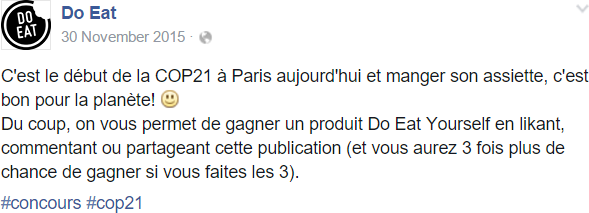 DO
EAT
Do Eat
30 November 2015 ·
C'est le début de la COP21 à Paris aujourd'hui et manger son assiette, c'est
bon pour la planète!
Du coup, on vous permet de gagner un produit Do Eat Yourself en likant,
commentant ou partageant cette publication (et vous aurez 3 fois plus de
chance de gagner si vous faites les 3).
#concours #cop21